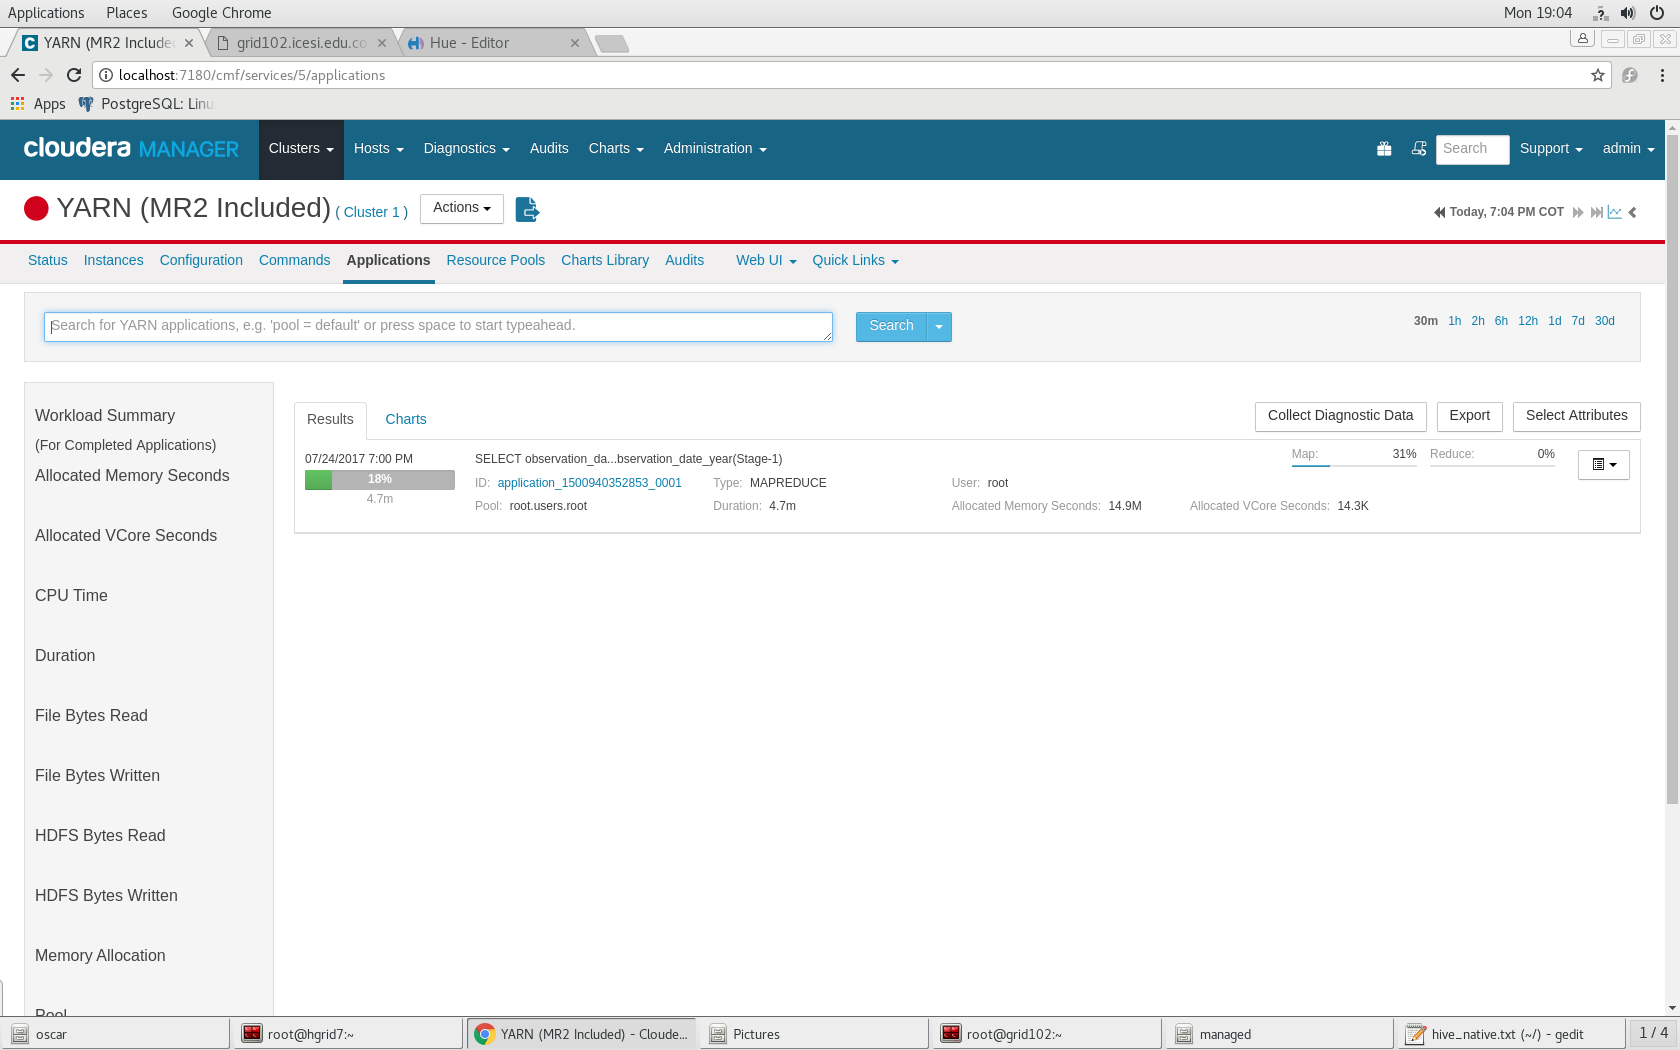 Applications Places Google Chrome Mon 19:04
YARN (MR2 Include grid102.icesi.edu.co Hue - Editor
localhost:7180/cmf/services/5/applications
Apps PostgreSQL: Linu
cloudera MANAGER Clusters Hosts Diagnostics Audits Charts Administration Search Support admin
YARN (MR2 Included) ( Cluster 1 ) Actions Today, 7:04 PM COT
Status Instances Configuration Commands Applications Resource Pools Charts Library Audits Web UI Quick Links
Search for YARN applications, e.g. 'pool = default' or press space to start typeahead. Search 30m 1h 2h 6h 12h 1d 7d 30d
Workload Summary
(For Completed Applications)
Allocated Memory Seconds
Allocated VCore Seconds
CPU Time
Duration
File Bytes Read
File Bytes Written
HDFS Bytes Read
HDFS Bytes Written
Memory Allocation
Pool
Results Charts Collect Diagnostic Data Export Select Attributes
07/24/2017 7:00 PM SELECT observation_da...bservation_date_year(Stage-1) Map: 31% Reduce: 0%
18% ID: application_1500940352853_0001 Type: MAPREDUCE User: root
4.7m Pool: root.users.root Duration: 4.7m Allocated Memory Seconds: 14.9M Allocated VCore Seconds: 14.3K
oscar root@hgrid7:~ YARN (MR2 Included) - Cloude... Pictures root@grid102:~ managed hive_native.txt (~/) - gedit 1 / 4